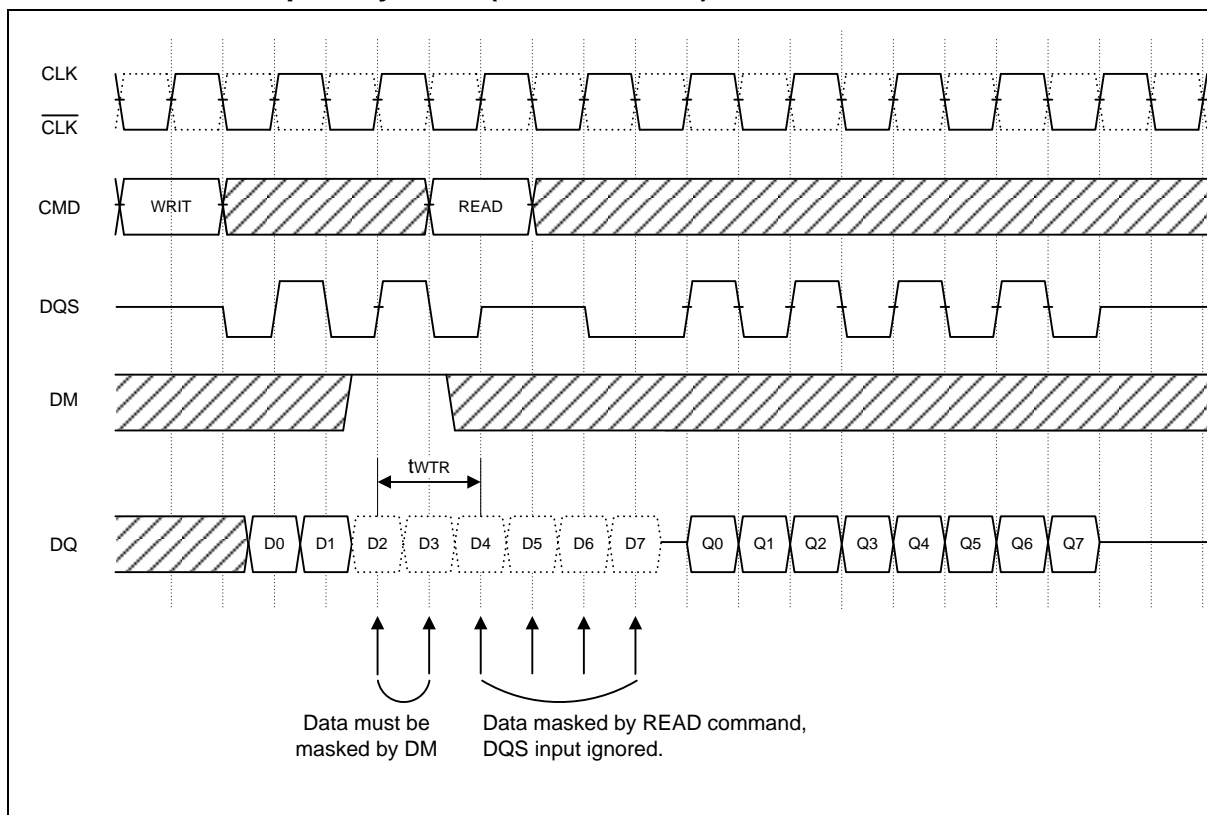 CLK
CLK
CMD
WRIT
READ
DQS
DM
tWTR
DQ
D0 D1 D2 D3 D4 D5 D6 D7 Q0 Q1 Q2 Q3 Q4 Q5 Q6 Q7
Data must be
masked by DM
Data masked by READ command,
DQS input ignored.